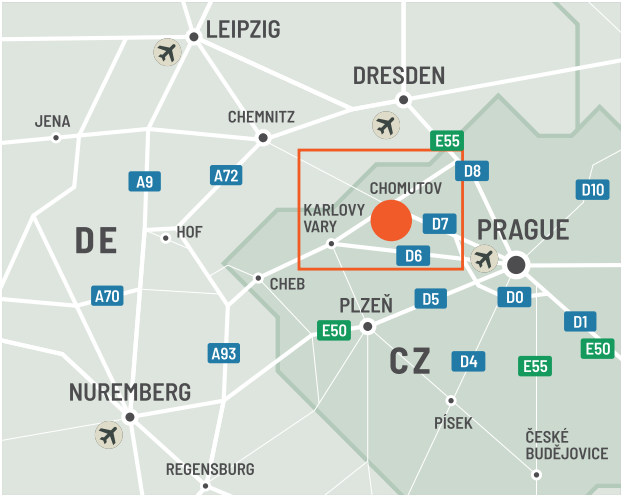 LEIPZIG
DRESDEN
JENA
CHEMNITZ
E55
A9
A72
D8
CHOMUTOV
D10
KARLOVY
VARY
D7
PRAGUE
HOF
DE
D6
CHEB
A70
D5
D0
PLZEŇ
E50
D1
A93
CZ
D4
E50
E55
NUREMBERG
PÍSEK
ČESKÉ
BUDĚJOVICE
REGENSBURG